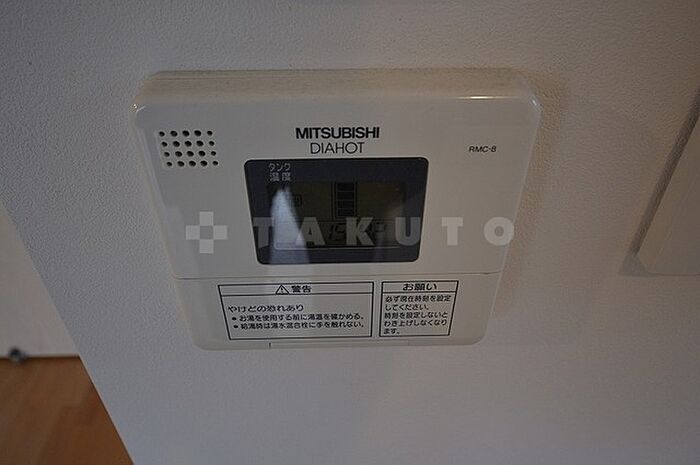 MITSUBISHI
DIAHOT
RMC-8
タンク
温度
TAKUTO
⚠警告
やけどの恐れあり
●お湯を使用する前に湯温を確かめる。
●給湯時は湯水混合栓に手を触れない。
お願い
必ず現在時刻を設定
してください。
時刻を設定しないと
わき上げしなくなり
ます。